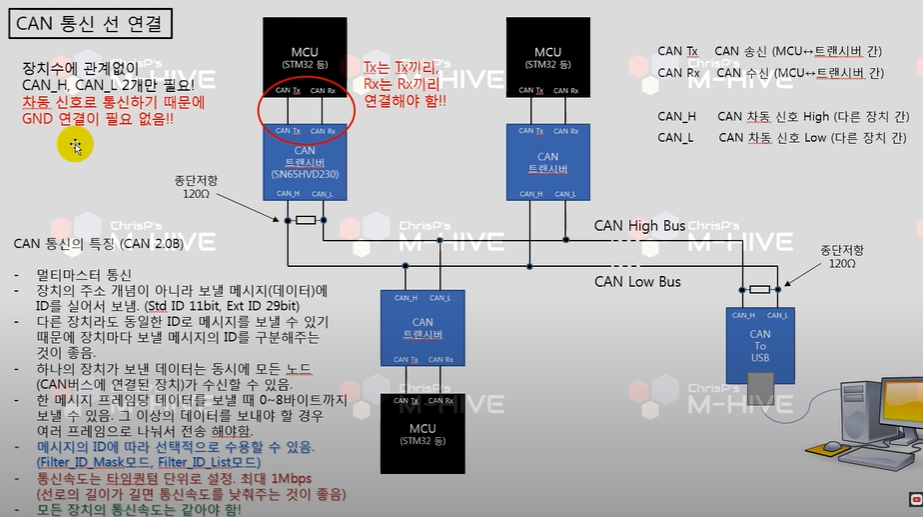 CAN 통신 선 연결
장치수에 관계없이
CAN_H, CAN_L 2개만 필요!
차동 신호로 통신하기 때문에
GND 연결이 필요 없음!!
MCU
(STM32 등)
CAN Tx CAN Rx
Tx는 Tx끼리,
Rx는 Rx끼리
연결해야 함!!
CAN Tx CAN Rx
CAN
트랜시버
(SN65HVD230)
CAN_H CAN_L
종단저항
120Ω
MCU
(STM32 등)
CAN Tx CAN Rx
CAN Tx CAN Rx
CAN
트랜시버
CAN_H CAN_L
CAN Tx CAN 송신 (MCU↔트랜시버 간)
CAN Rx CAN 수신 (MCU↔트랜시버 간)
CAN_H CAN 차동 신호 High (다른 장치 간)
CAN_L CAN 차동 신호 Low (다른 장치 간)
CAN High Bus
CAN Low Bus
종단저항
120Ω
CAN_H CAN_L
CAN
To
USB
CAN_H CAN_L
CAN
트랜시버
CAN Tx CAN Rx
CAN Tx CAN Rx
MCU
(STM32 등)
CAN 통신의 특징 (CAN 2.0B)
- 멀티마스터 통신
- 장치의 주소 개념이 아니라 보낼 메시지(데이터)에
ID를 실어서 보냄. (Std ID 11bit, Ext ID 29bit)
- 다른 장치라도 동일한 ID로 메시지를 보낼 수 있기
때문에 장치마다 보낼 메시지의 ID를 구분해주는
것이 좋음.
- 하나의 장치가 보낸 데이터는 동시에 모든 노드
(CAN버스에 연결된 장치)가 수신할 수 있음.
- 한 메시지 프레임당 데이터를 보낼 때 0~8바이트까지
보낼 수 있음. 그 이상의 데이터를 보내야 할 경우
여러 프레임으로 나눠서 전송 해야함.
- 메시지의 ID에 따라 선택적으로 수용할 수 있음.
(Filter_ID_Mask모드, Filter_ID_List모드)
- 통신속도는 타임퀀텀 단위로 설정. 최대 1Mbps
(선로의 길이가 길면 통신속도를 낮춰주는 것이 좋음)
- 모든 장치의 통신속도는 같아야 함!
ChrisP's
M-HIVE
ChrisP's
M-HIVE
ChrisP's
M-HIVE
ChrisP's
M-HIVE
ChrisP's
M-HIVE
ChrisP's
M-HIVE
ChrisP's
M-HIVE
ChrisP's
M-HIVE
ChrisP's
M-HIVE